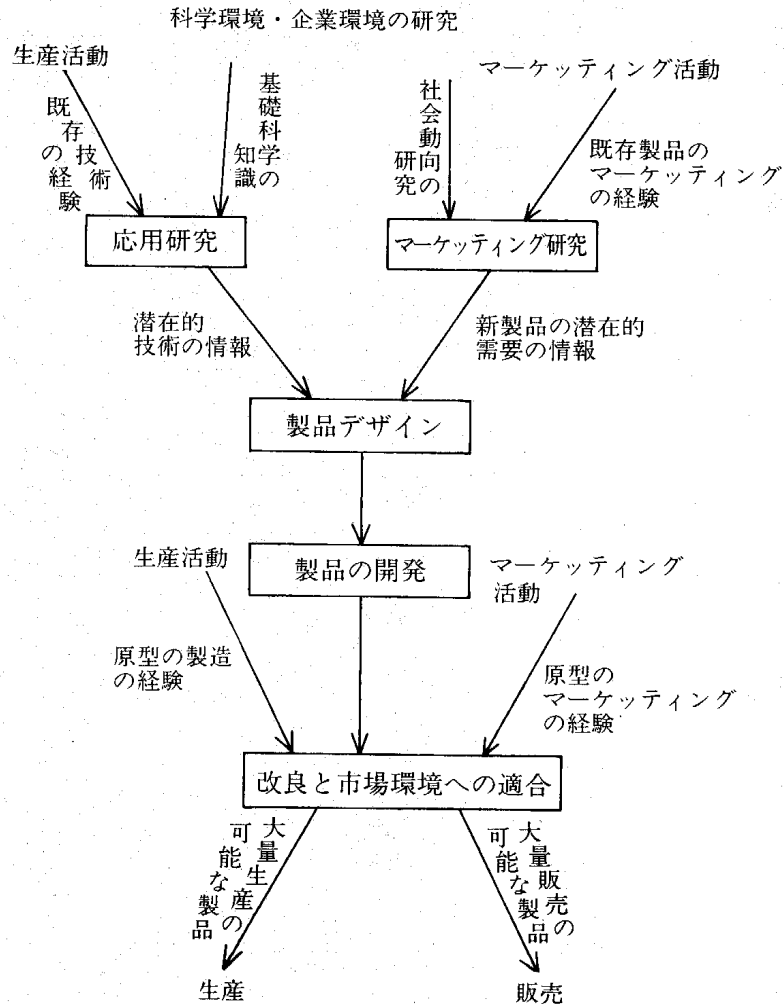 科学環境・企業環境の研究
生産活動
マーケッティング活動
既存技術
の経験
基礎科学の
知識
社会動向の
研究
既存製品の
マーケッティング
の経験
応用研究
マーケッティング研究
潜在的
技術の情報
新製品の潜在的
需要の情報
製品デザイン
生産活動
製品の開発
マーケッティング
活動
原型の製造
の経験
原型の
マーケッティング
の経験
改良と市場環境への適合
大量生産の
可能な製品
大量販売の
可能な製品
生産
販売